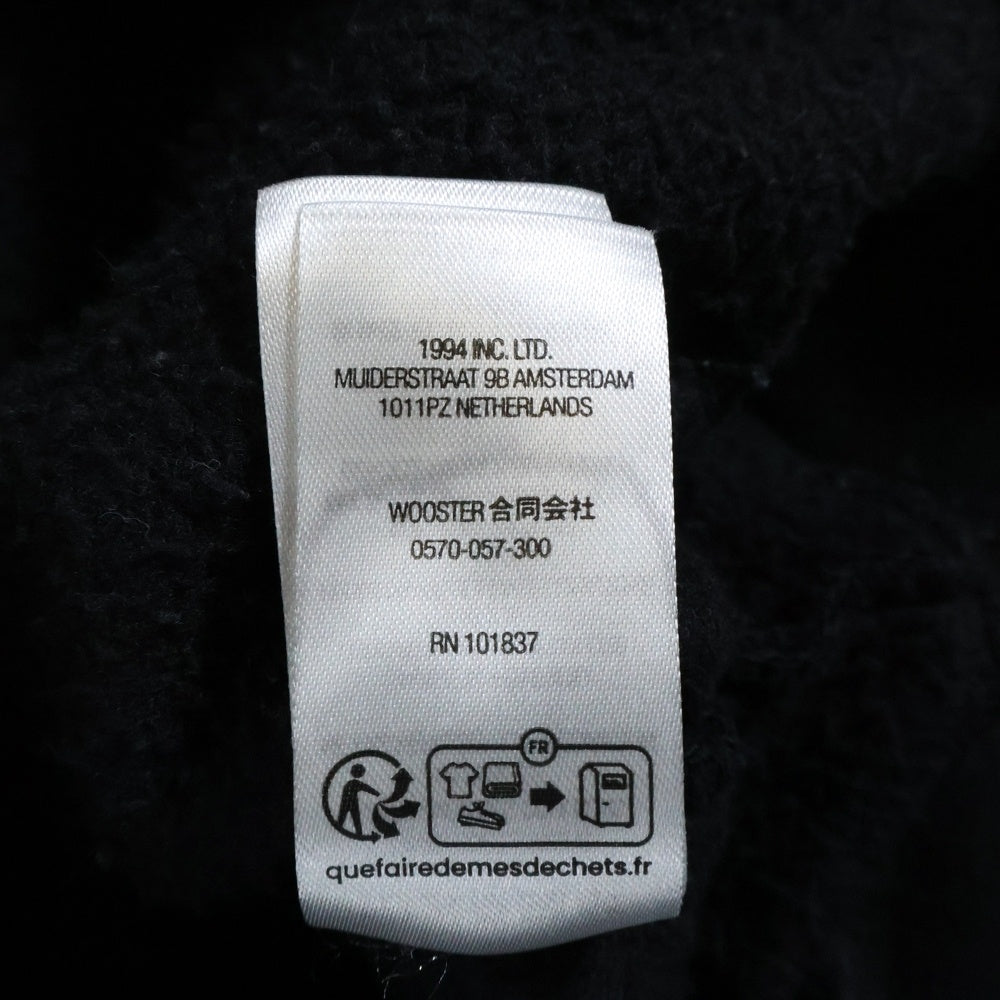 1994 INC. LTD.
MUIDERSTRAAT 9B AMSTERDAM
1011PZ NETHERLANDS
WOOSTER 合同会社
0570-057-300
RN 101837
FR
quefairedemesdechets.fr